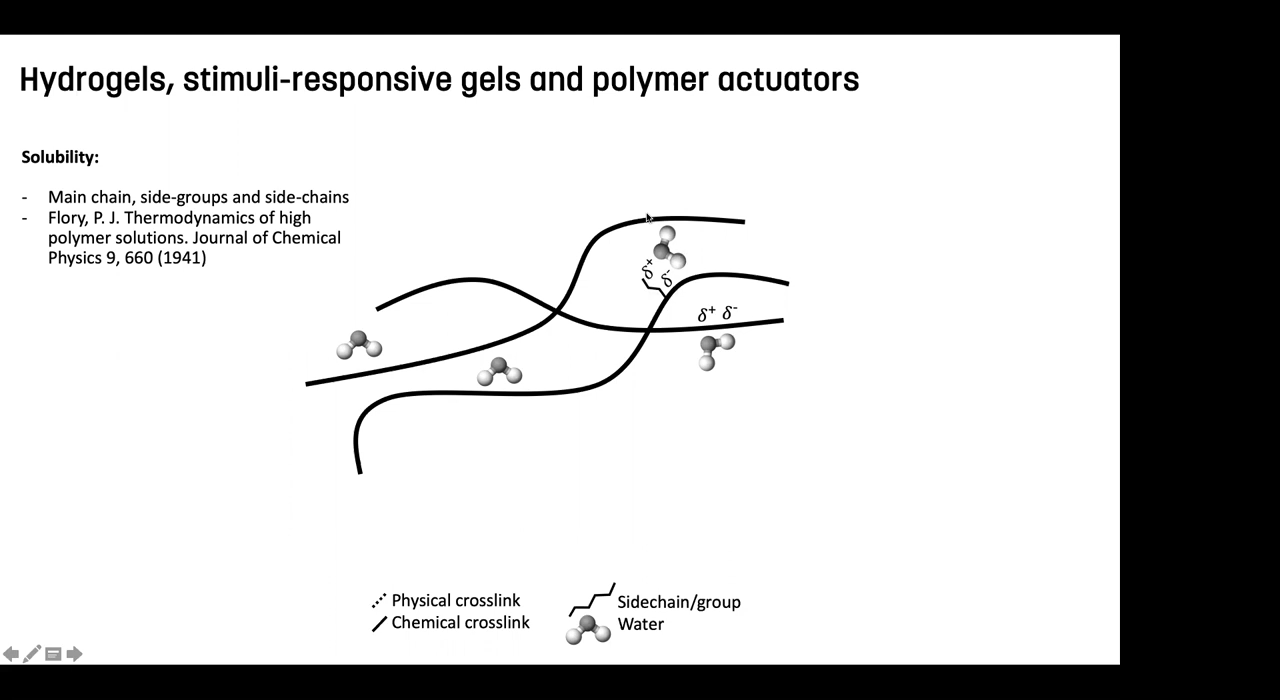 Hydrogels, stimuli-responsive gels and polymer actuators
Solubility:
- Main chain, side-groups and side-chains
- Flory, P. J. Thermodynamics of high
polymer solutions. Journal of Chemical
Physics 9, 660 (1941)
δ⁺ δ⁻
δ⁺ δ⁻
Physical crosslink
Chemical crosslink
Sidechain/group
Water